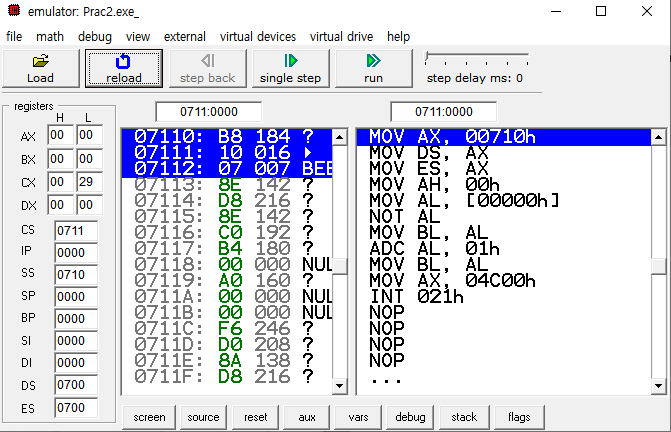 emulator: Prac2.exe_
file math debug view external virtual devices virtual drive help
Load reload step back single step run step delay ms: 0
registers
H L
AX 00 00
BX 00 00
CX 00 29
DX 00 00
CS 0711
IP 0000
SS 0710
SP 0000
BP 0000
SI 0000
DI 0000
DS 0700
ES 0700
0711:0000
07110: B8 184 ?
07111: 10 016
07112: 07 007 BEE
07113: 8E 142 ?
07114: D8 216 ?
07115: 8E 142 ?
07116: C0 192 ?
07117: B4 180 ?
07118: 00 000 NUL
07119: A0 160 ?
0711A: 00 000 NUL
0711B: 00 000 NUL
0711C: F6 246 ?
0711D: D0 208 ?
0711E: 8A 138 ?
0711F: D8 216 ?
0711:0000
MOV AX, 00710h
MOV DS, AX
MOV ES, AX
MOV AH, 00h
MOV AL, [00000h]
NOT AL
MOV BL, AL
ADC AL, 01h
MOV BL, AL
MOV AX, 04C00h
INT 021h
NOP
NOP
NOP
NOP
...
screen source reset aux vars debug stack flags